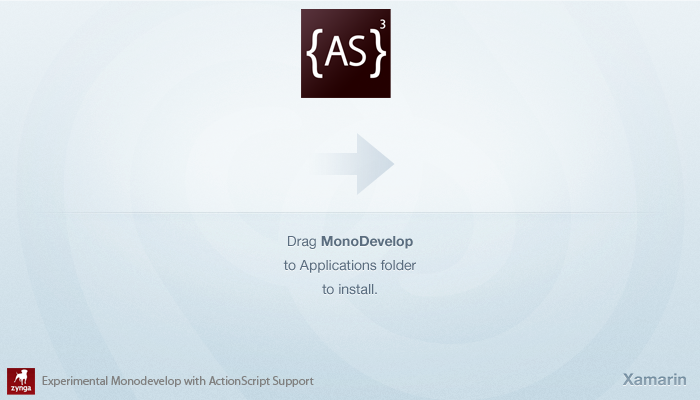 {AS}3
Drag MonoDevelop
to Applications folder
to install.
zynga
Experimental Monodevelop with ActionScript Support
Xamarin